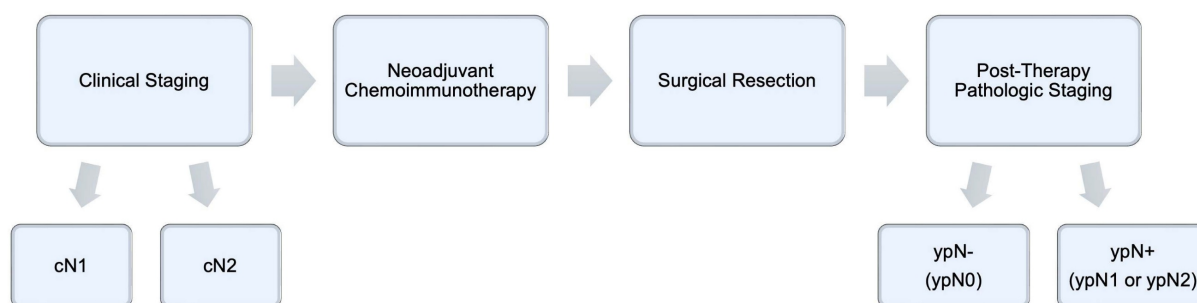 Clinical Staging
Neoadjuvant
Chemoimmunotherapy
Surgical Resection
Post-Therapy
Pathologic Staging
cN1
cN2
ypN-
(ypN0)
ypN+
(ypN1 or ypN2)